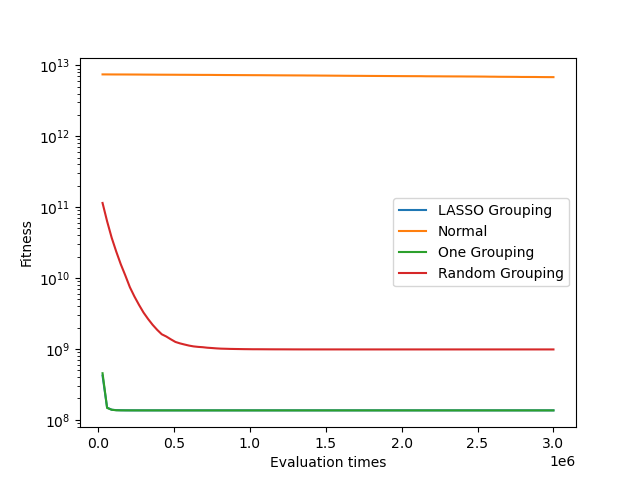 10^13
10^12
10^11
10^10
10^9
10^8
Fitness
LASSO Grouping
Normal
One Grouping
Random Grouping
0.0 0.5 1.0 1.5 2.0 2.5 3.0
Evaluation times
1e6